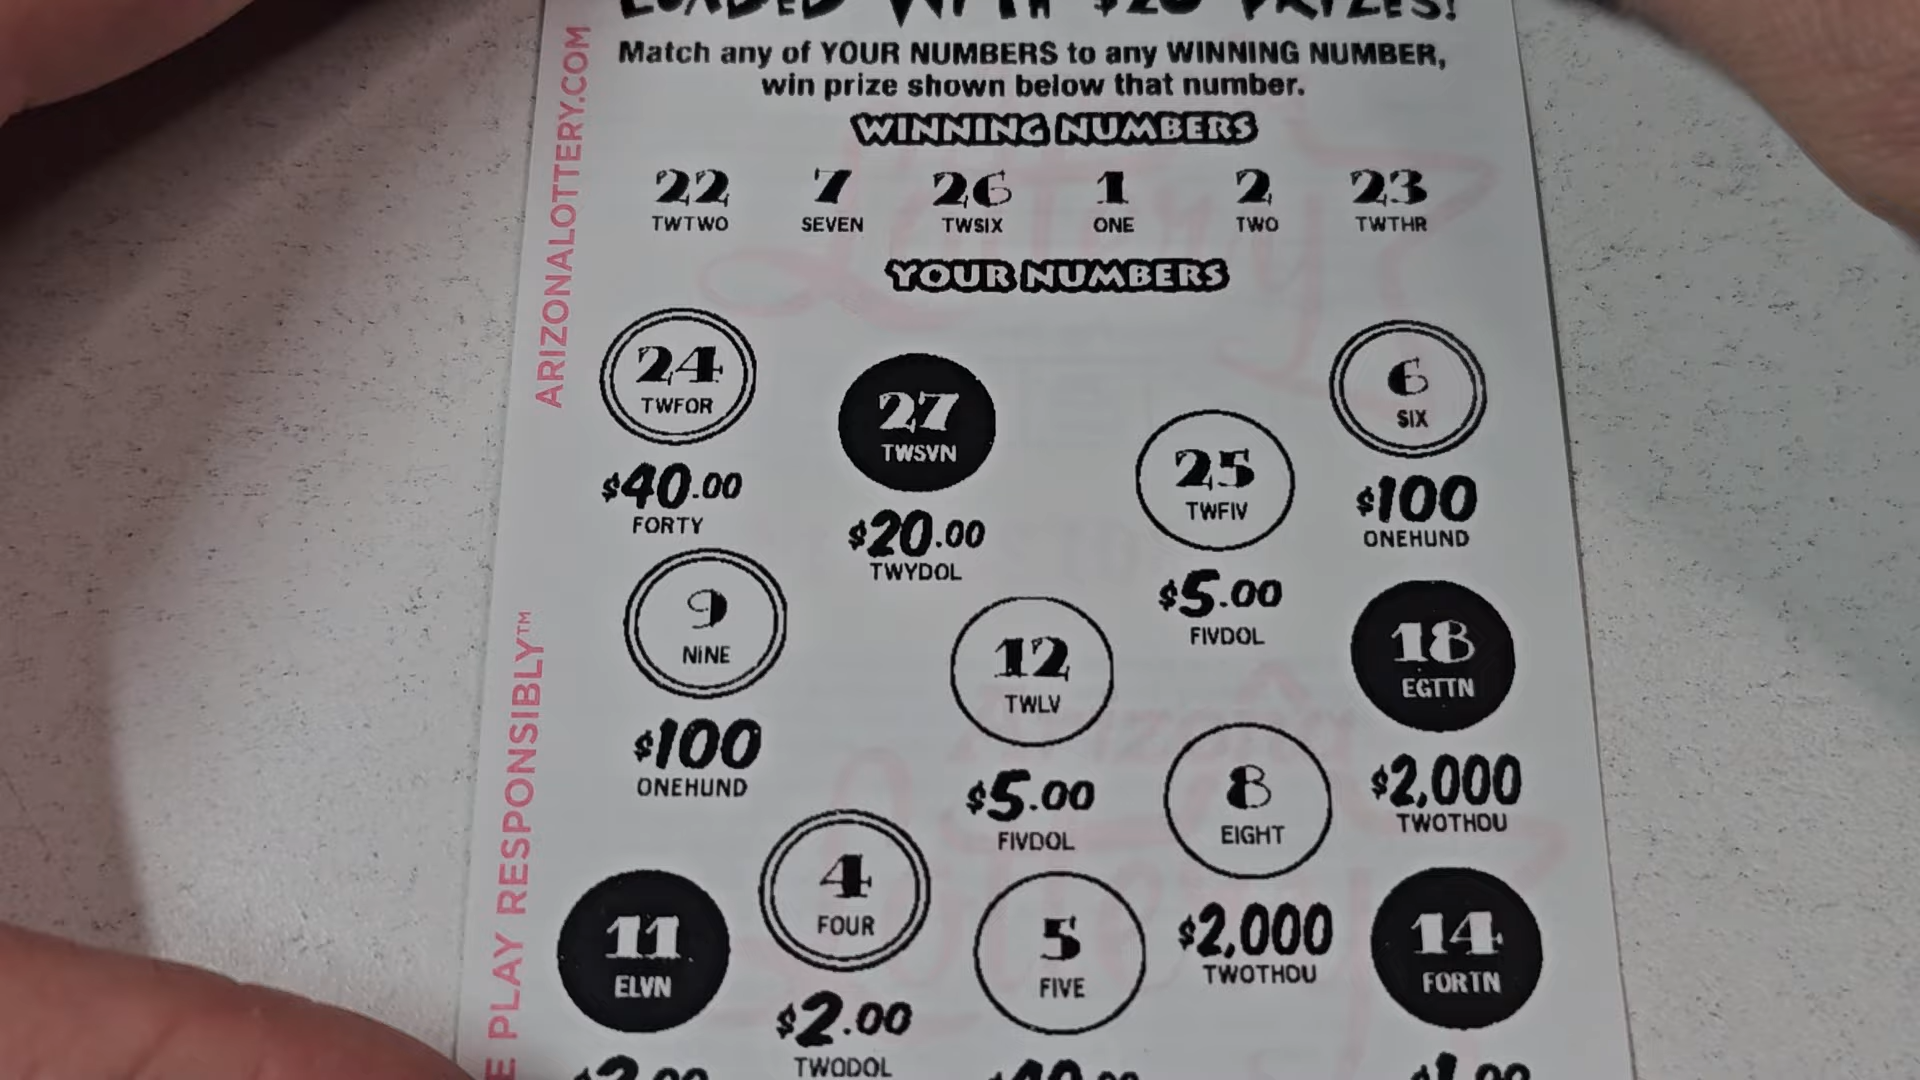 LOADED WITH $20 PRIZES!
Match any of YOUR NUMBERS to any WINNING NUMBER,
win prize shown below that number.
WINNING NUMBERS
22 7 26 1 2 23
TWTWO SEVEN TWSIX ONE TWO TWTHR
YOUR NUMBERS
24
TWFOR
$40.00
FORTY
27
TWSVN
$20.00
TWYDOL
25
TWFIV
$5.00
FIVDOL
6
SIX
$100
ONEHUND
9
NINE
$100
ONEHUND
12
TWLV
$5.00
FIVDOL
8
EIGHT
$2,000
TWOTHOU
18
EGTTN
$2,000
TWOTHOU
11
ELVN
4
FOUR
$2.00
TWODOL
5
FIVE
14
FORTN
ARIZONALOTTERY.COM
E PLAY RESPONSIBLY™